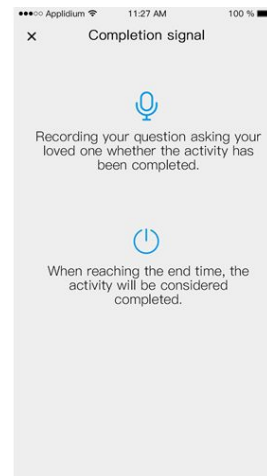 ●●●○○ Applidium 11:27 AM 100 %
× Completion signal
Recording your question asking your
loved one whether the activity has
been completed.
When reaching the end time, the
activity will be considered
completed.